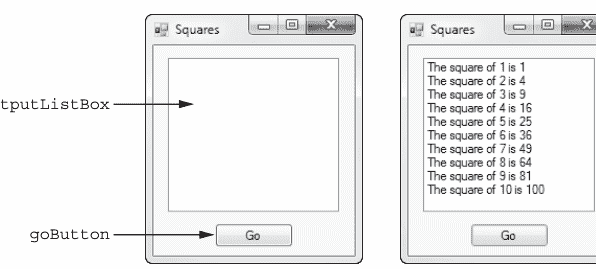 Squares
tputListBox
goButton
Go
Squares
The square of 1 is 1
The square of 2 is 4
The square of 3 is 9
The square of 4 is 16
The square of 5 is 25
The square of 6 is 36
The square of 7 is 49
The square of 8 is 64
The square of 9 is 81
The square of 10 is 100
Go